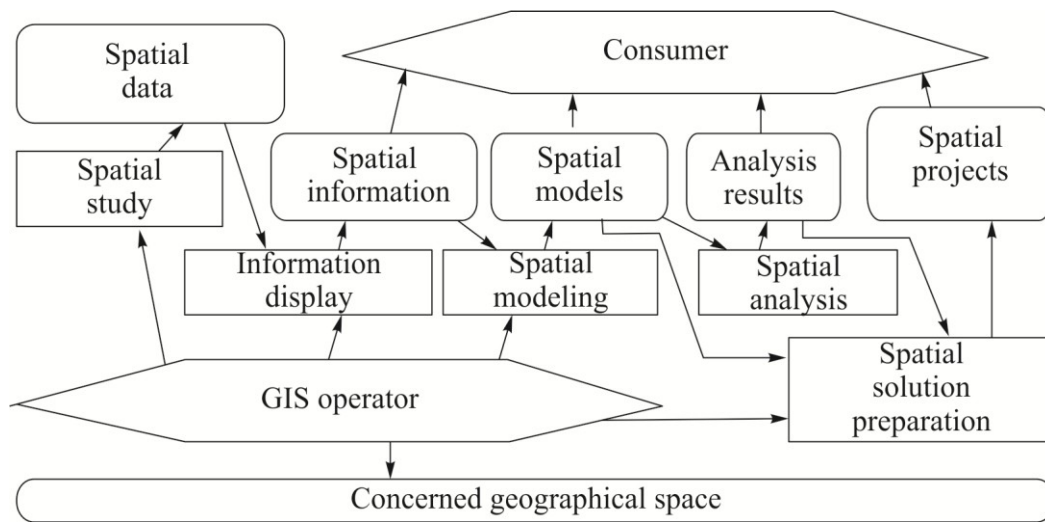 Spatial
data
Consumer
Spatial
study
Spatial
information
Spatial
models
Analysis
results
Spatial
projects
Information
display
Spatial
modeling
Spatial
analysis
GIS operator
Spatial
solution
preparation
Concerned geographical space